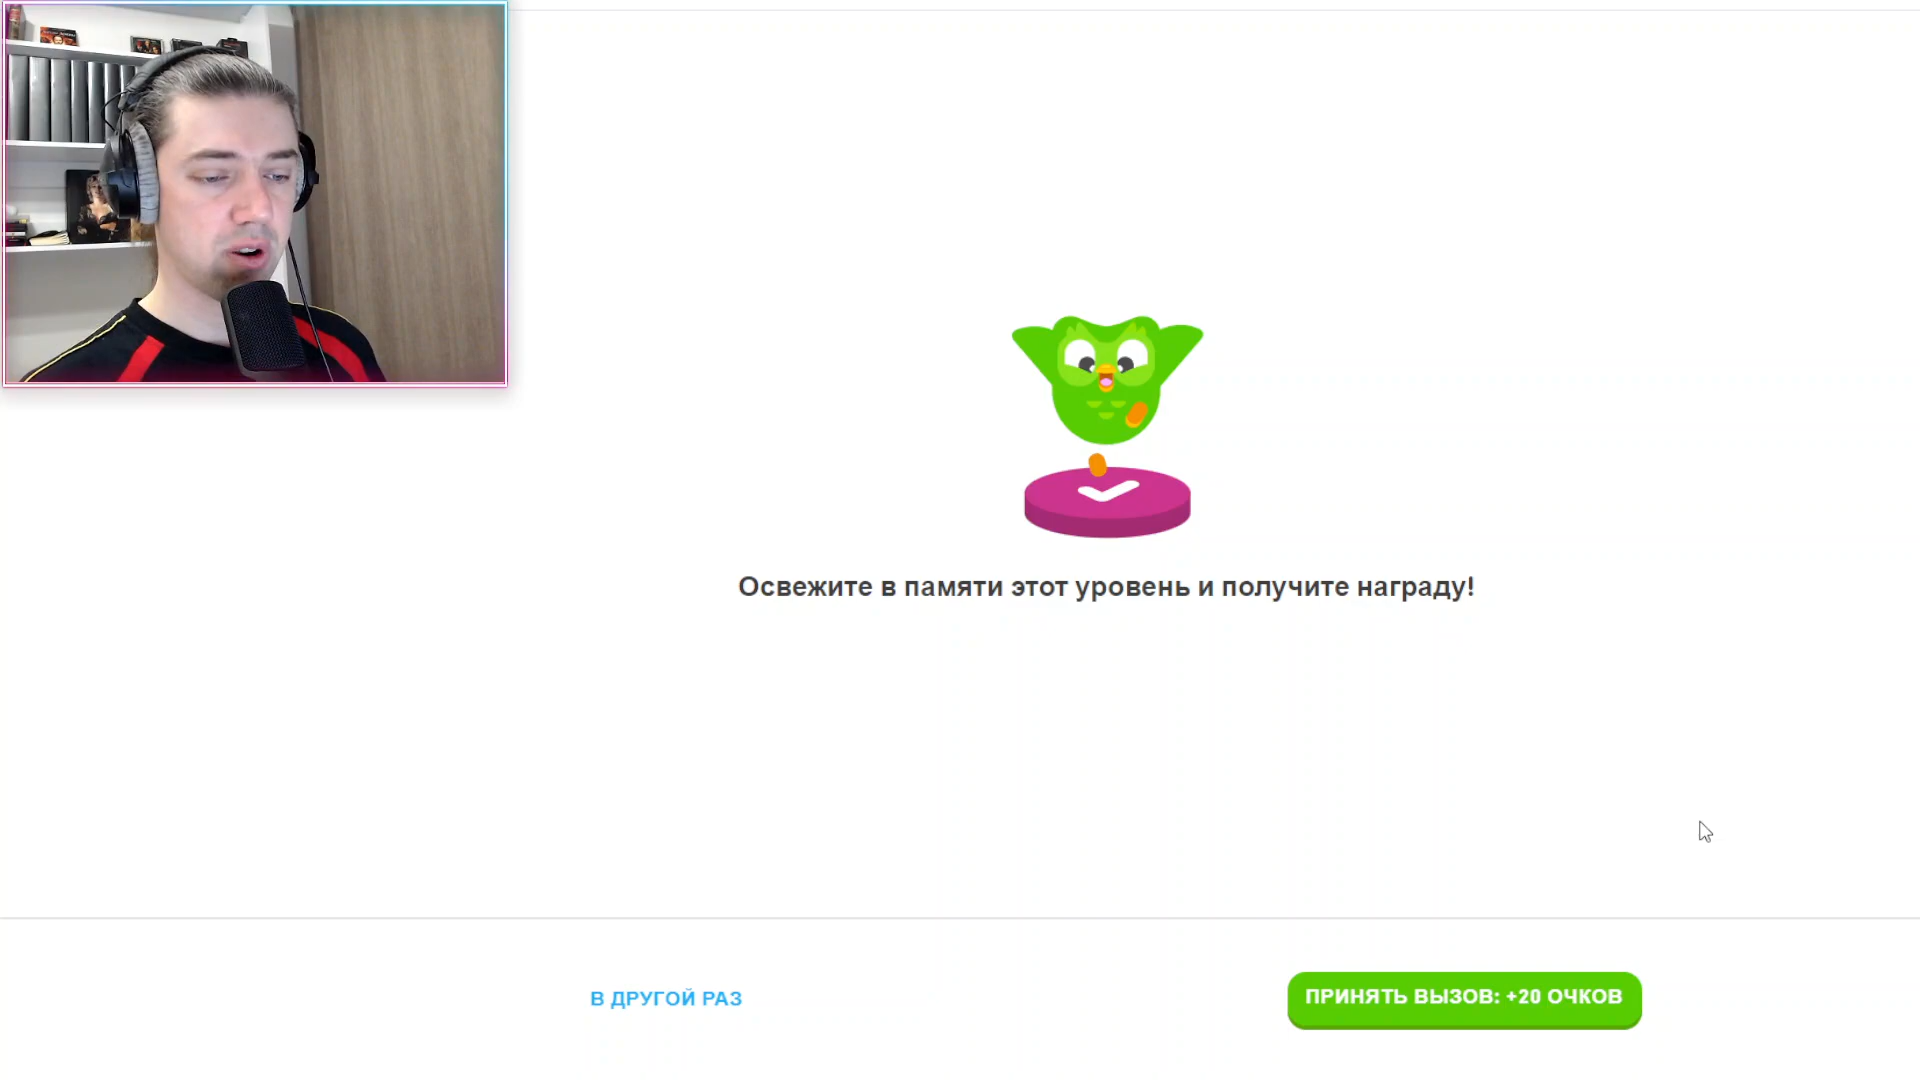 Освежите в памяти этот уровень и получите награду!
В ДРУГОЙ РАЗ
ПРИНЯТЬ ВЫЗОВ: +20 ОЧКОВ